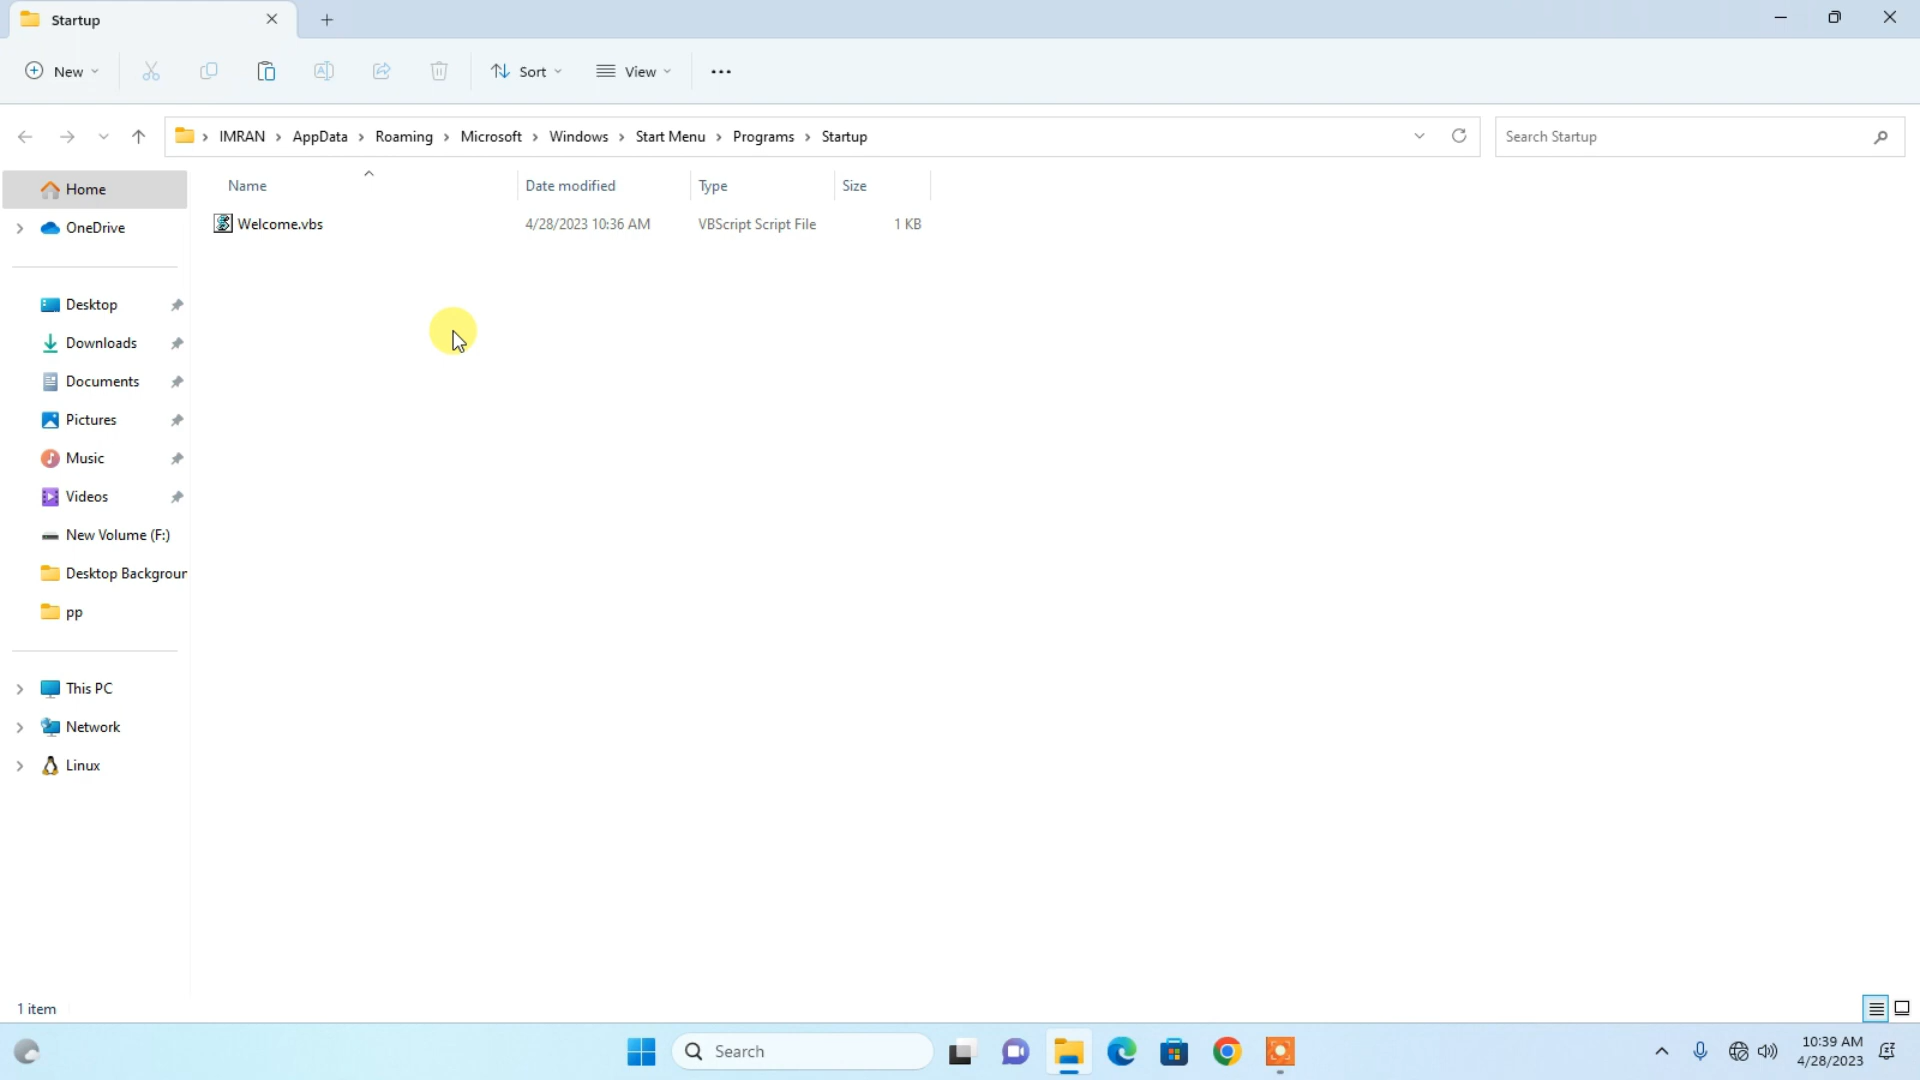 Startup
New
Sort
View
IMRAN
AppData
Roaming
Microsoft
Windows
Start Menu
Programs
Startup
Search Startup
Name
Date modified
Type
Size
Welcome.vbs
4/28/2023 10:36 AM
VBScript Script File
1 KB
Home
OneDrive
Desktop
Downloads
Documents
Pictures
Music
Videos
New Volume (F:)
Desktop Backgrour
pp
This PC
Network
Linux
1 item
Search
10:39 AM
4/28/2023